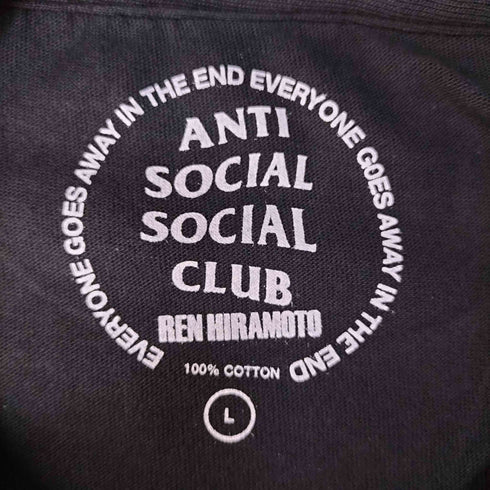 EVERYONE GOES AWAY IN THE END EVERYONE GOES AWAY IN THE END
ANTI
SOCIAL
SOCIAL
CLUB
REN HIRAMOTO
100% COTTON
L